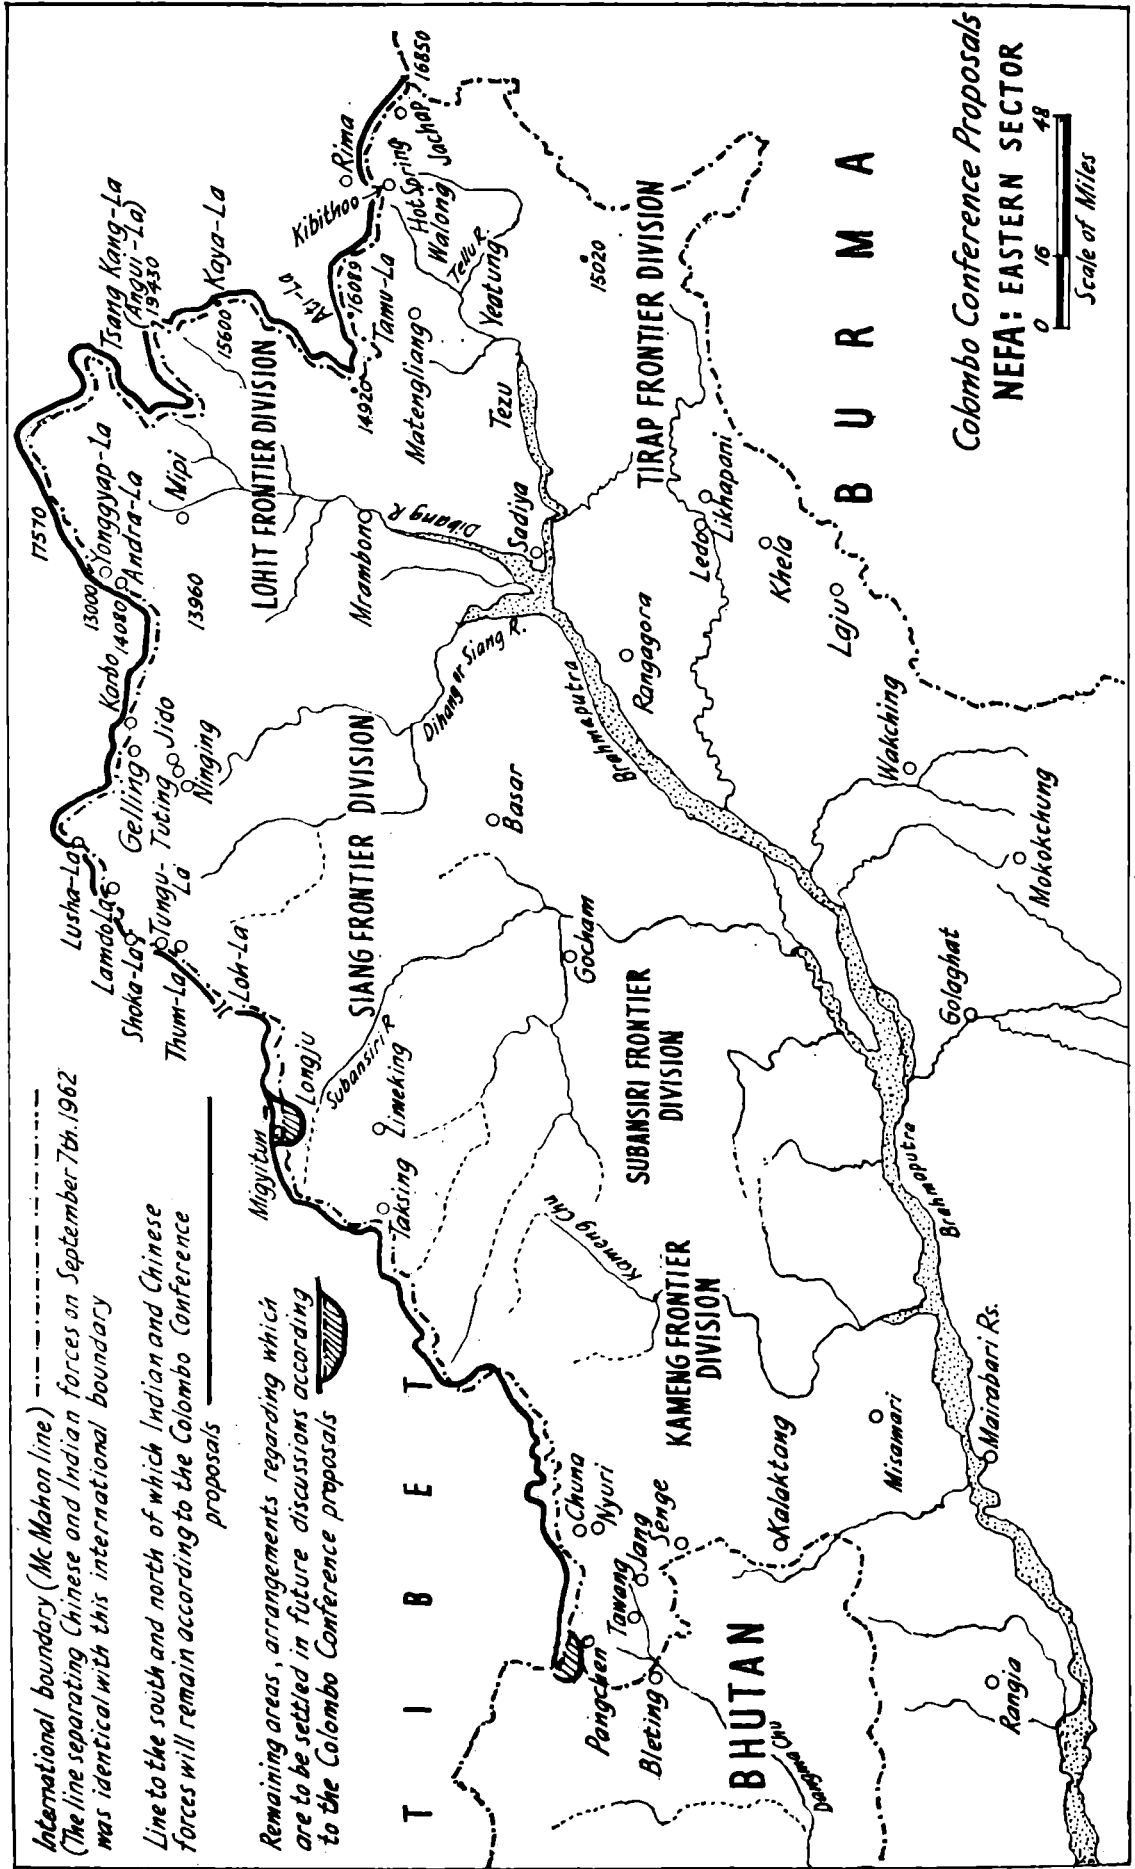 International boundary (Mc Mahon line)
(The line separating Chinese and Indian forces on September 7th.1962
was identical with this international boundary
Line to the south and north of which Indian and Chinese
forces will remain according to the Colombo Conference
proposals
Remaining areas, arrangements regarding which
are to be settled in future discussions according
to the Colombo Conference proposals
TIBET
BHUTAN
BURMA
Lusha-La
Lamdo La
Shoka-La
Tungu-
La
Thum-La
Loh-La
Migyitun
Longju
Subansiri R
Limeking
Taksing
Gelling
Tuting
Jido
Ninging
Korbo
17570
13000
Yonggyap-La
14080
Andra-La
13960
Nipi
Tsang Kang-La
(Angui-La)
19430
Kaya-La
15600
LOHIT FRONTIER DIVISION
Ati-La
16089
Tamu-La
14920
Kibithoo
Rima
Hot Spring
Jachap
16850
Walong
Tellu R.
Yeatung
Matengliang
Tezu
Mrambon
Dibang R
Sadiya
15020
TIRAP FRONTIER DIVISION
Ledo
Likhapani
Khela
Laju
Rangagora
Dihang or Siang R.
SIANG FRONTIER DIVISION
Basar
Brahmaputra
Gocham
SUBANSIRI FRONTIER
DIVISION
Kameng Chu
KAMENG FRONTIER
DIVISION
Wakching
Mokokchung
Golaghat
Brahmaputra
Chuna
Nyuri
Jang
Senge
Tawang
Pangchen
Bleting
Dangma Chu
Kalaktang
Misamari
Mairabari Rs.
Rangia
Colombo Conference Proposals
NEFA: EASTERN SECTOR
0 16 48
Scale of Miles